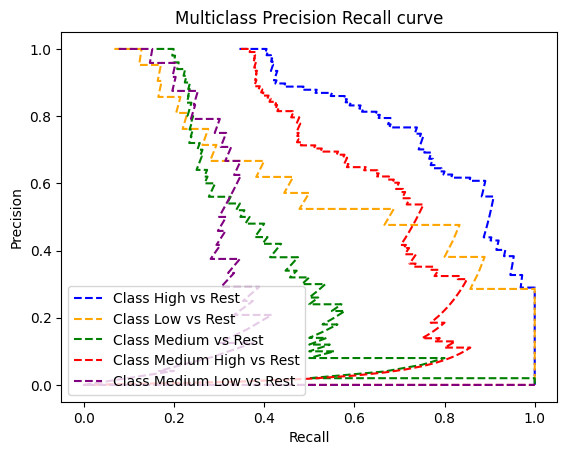 Multiclass Precision Recall curve
1.0
0.8
0.6
0.4
0.2
0.0
Precision
Class High vs Rest
Class Low vs Rest
Class Medium vs Rest
Class Medium High vs Rest
Class Medium Low vs Rest
0.0 0.2 0.4 0.6 0.8 1.0
Recall